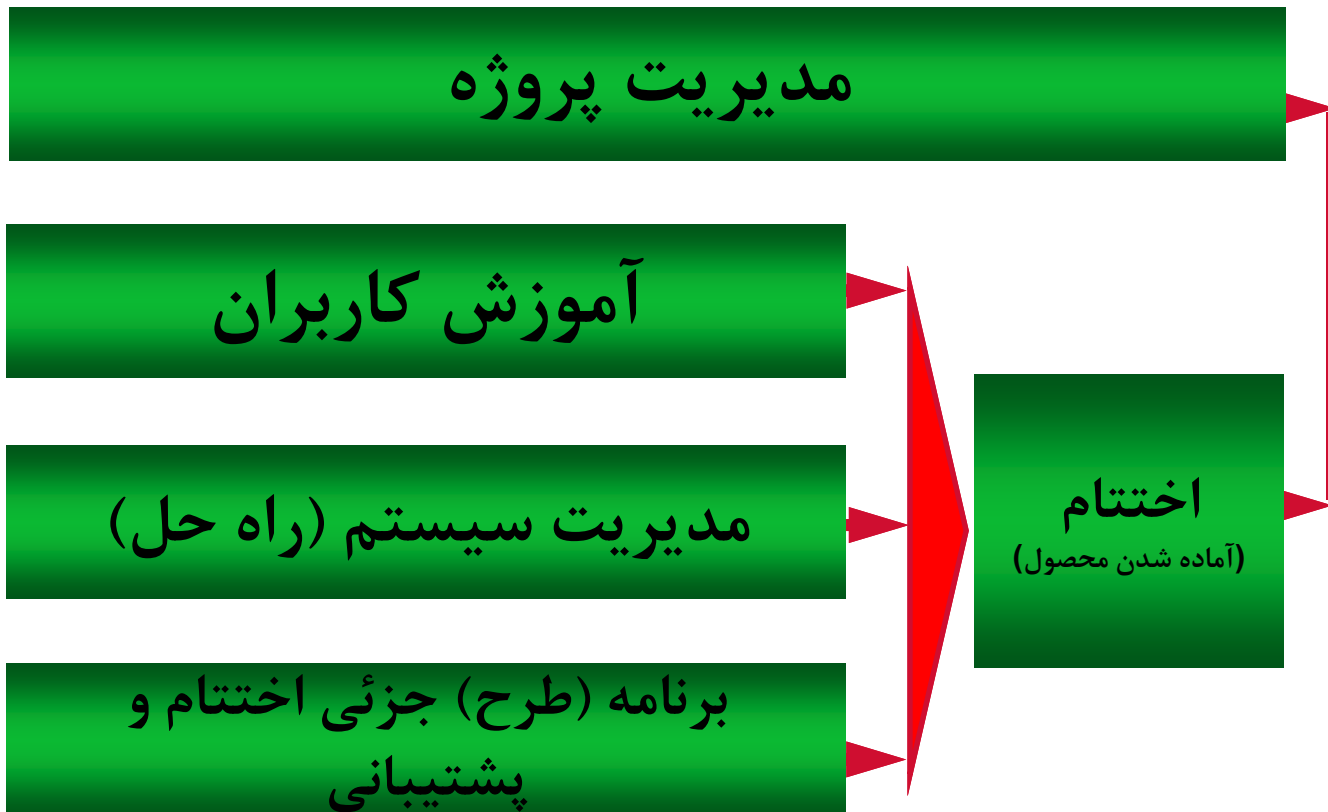 مدیریت پروژه
آموزش کاربران
مدیریت سیستم (راه حل)
برنامه (طرح) جزئی اختتام و
پشتیبانی
اختتام
(آماده شدن محصول)